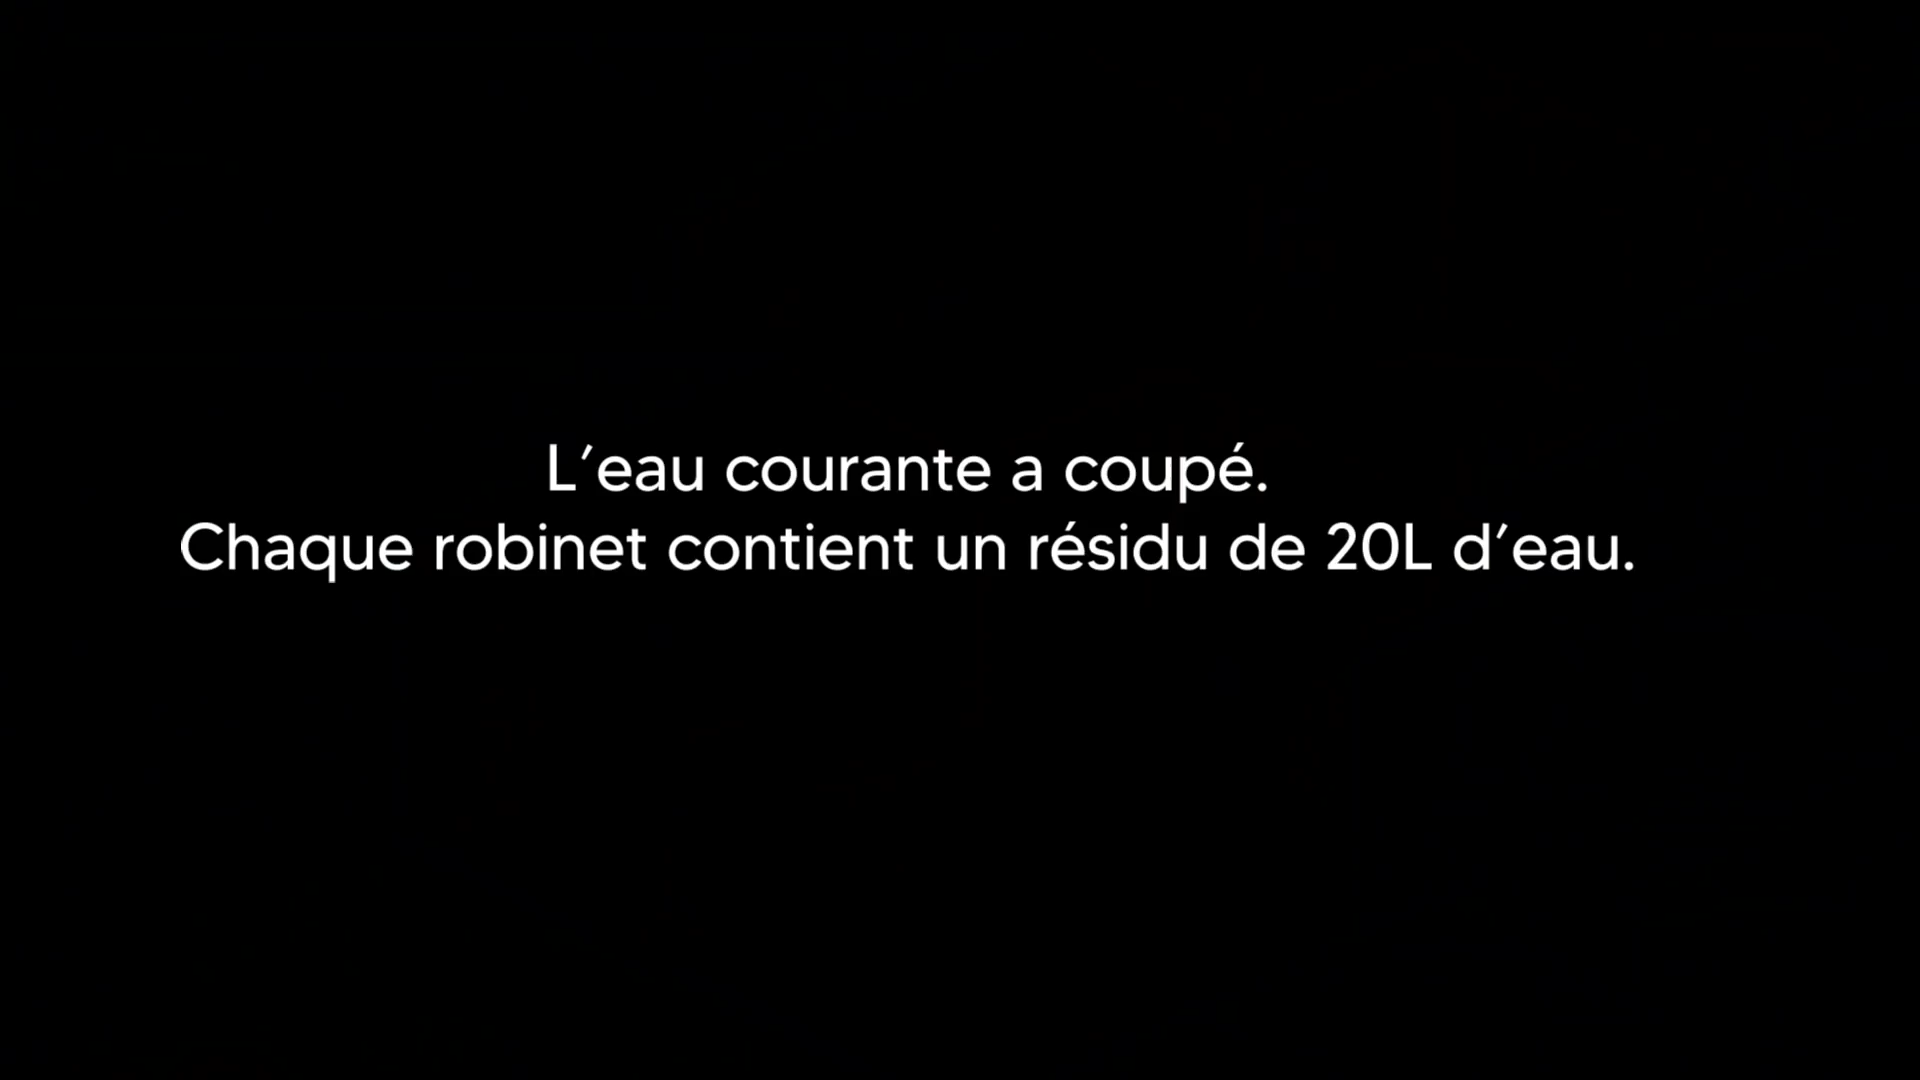 L’eau courante a coupé.
Chaque robinet contient un résidu de 20L d’eau.